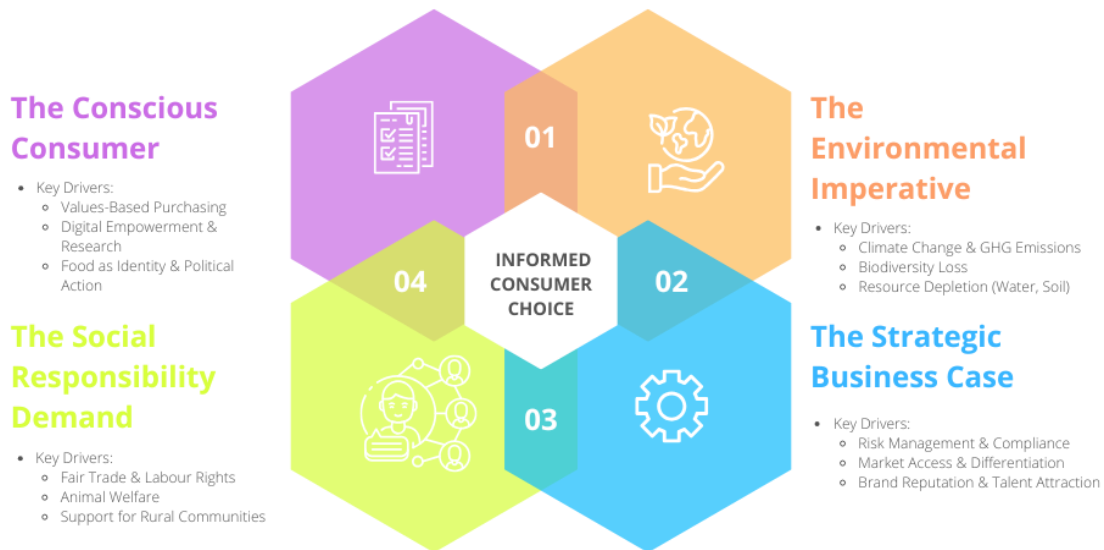 The Conscious
Consumer
• Key Drivers:
◦ Values-Based Purchasing
◦ Digital Empowerment &
Research
◦ Food as Identity & Political
Action
The Social
Responsibility
Demand
• Key Drivers:
◦ Fair Trade & Labour Rights
◦ Animal Welfare
◦ Support for Rural Communities
01
04
INFORMED
CONSUMER
CHOICE
02
03
The
Environmental
Imperative
• Key Drivers:
◦ Climate Change & GHG Emissions
◦ Biodiversity Loss
◦ Resource Depletion (Water, Soil)
The Strategic
Business Case
• Key Drivers:
◦ Risk Management & Compliance
◦ Market Access & Differentiation
◦ Brand Reputation & Talent Attraction